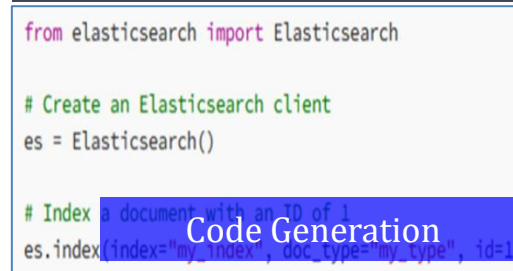 from elasticsearch import Elasticsearch
# Create an Elasticsearch client
es = Elasticsearch()
# Index a document with an ID of 1
Code Generation
es.index(index="my_index", doc_type="my_type", id=1